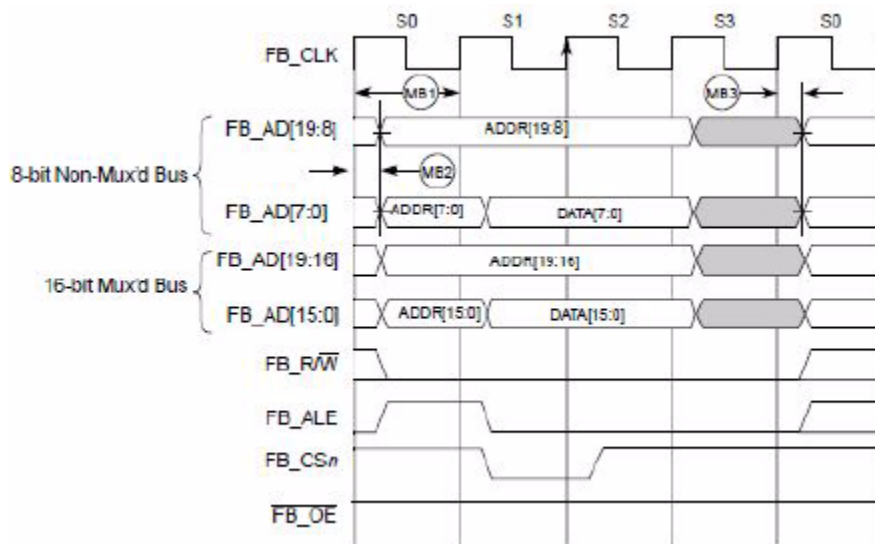 S0 S1 S2 S3 S0
FB_CLK
MB1 MB3
FB_AD[19:8] ADDR[19:8]
8-bit Non-Mux'd Bus
MB2
FB_AD[7:0] ADDR[7:0] DATA[7:0]
FB_AD[19:16] ADDR[19:16]
16-bit Mux'd Bus
FB_AD[15:0] ADDR[15:0] DATA[15:0]
FB_R/W
FB_ALE
FB_CSn
FB_OE